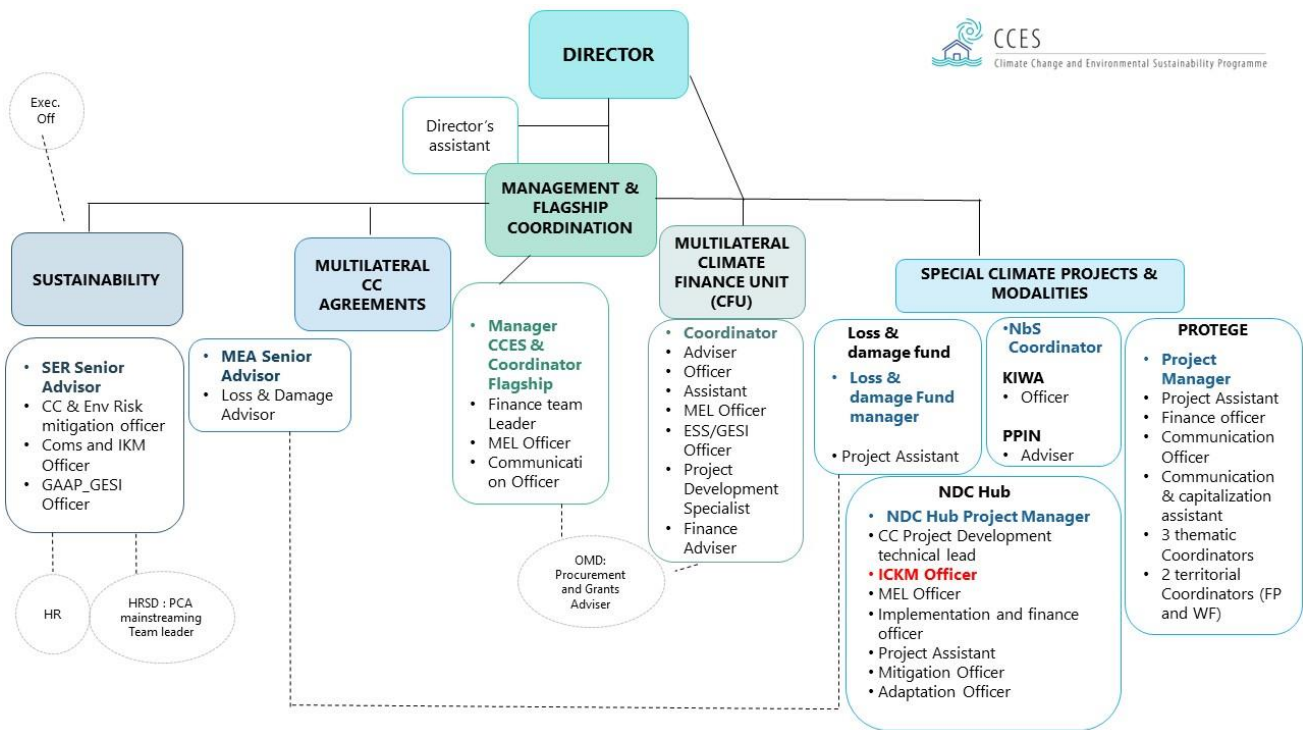 DIRECTOR
CCES
Climate Change and Environmental Sustainability Programme
Exec.
Off
Director's
assistant
MANAGEMENT &
FLAGSHIP
COORDINATION
SUSTAINABILITY
MULTILATERAL
CC
AGREEMENTS
MULTILATERAL
CLIMATE
FINANCE UNIT
(CFU)
SPECIAL CLIMATE PROJECTS &
MODALITIES
• SER Senior
Advisor
• CC & Env Risk
mitigation officer
• Coms and IKM
Officer
• GAAP_GESI
Officer
• MEA Senior
Advisor
• Loss & Damage
Advisor
• Manager
CCES &
Coordinator
Flagship
• Finance team
Leader
• MEL Officer
• Communicati
on Officer
• Coordinator
• Adviser
• Officer
• Assistant
• MEL Officer
• ESS/GESI
Officer
• Project
Development
Specialist
• Finance
Adviser
Loss &
damage fund
• Loss &
damage Fund
manager
• Project Assistant
•NbS
Coordinator
KIWA
• Officer
PPIN
• Adviser
PROTEGE
• Project
Manager
• Project Assistant
• Finance officer
• Communication
Officer
• Communication
& capitalization
assistant
• 3 thematic
Coordinators
• 2 territorial
Coordinators (FP
and WF)
NDC Hub
• NDC Hub Project Manager
• CC Project Development
technical lead
• ICKM Officer
• MEL Officer
• Implementation and finance
officer
• Project Assistant
• Mitigation Officer
• Adaptation Officer
HR
HRSD : PCA
mainstreaming
Team leader
OMD:
Procurement
and Grants
Adviser